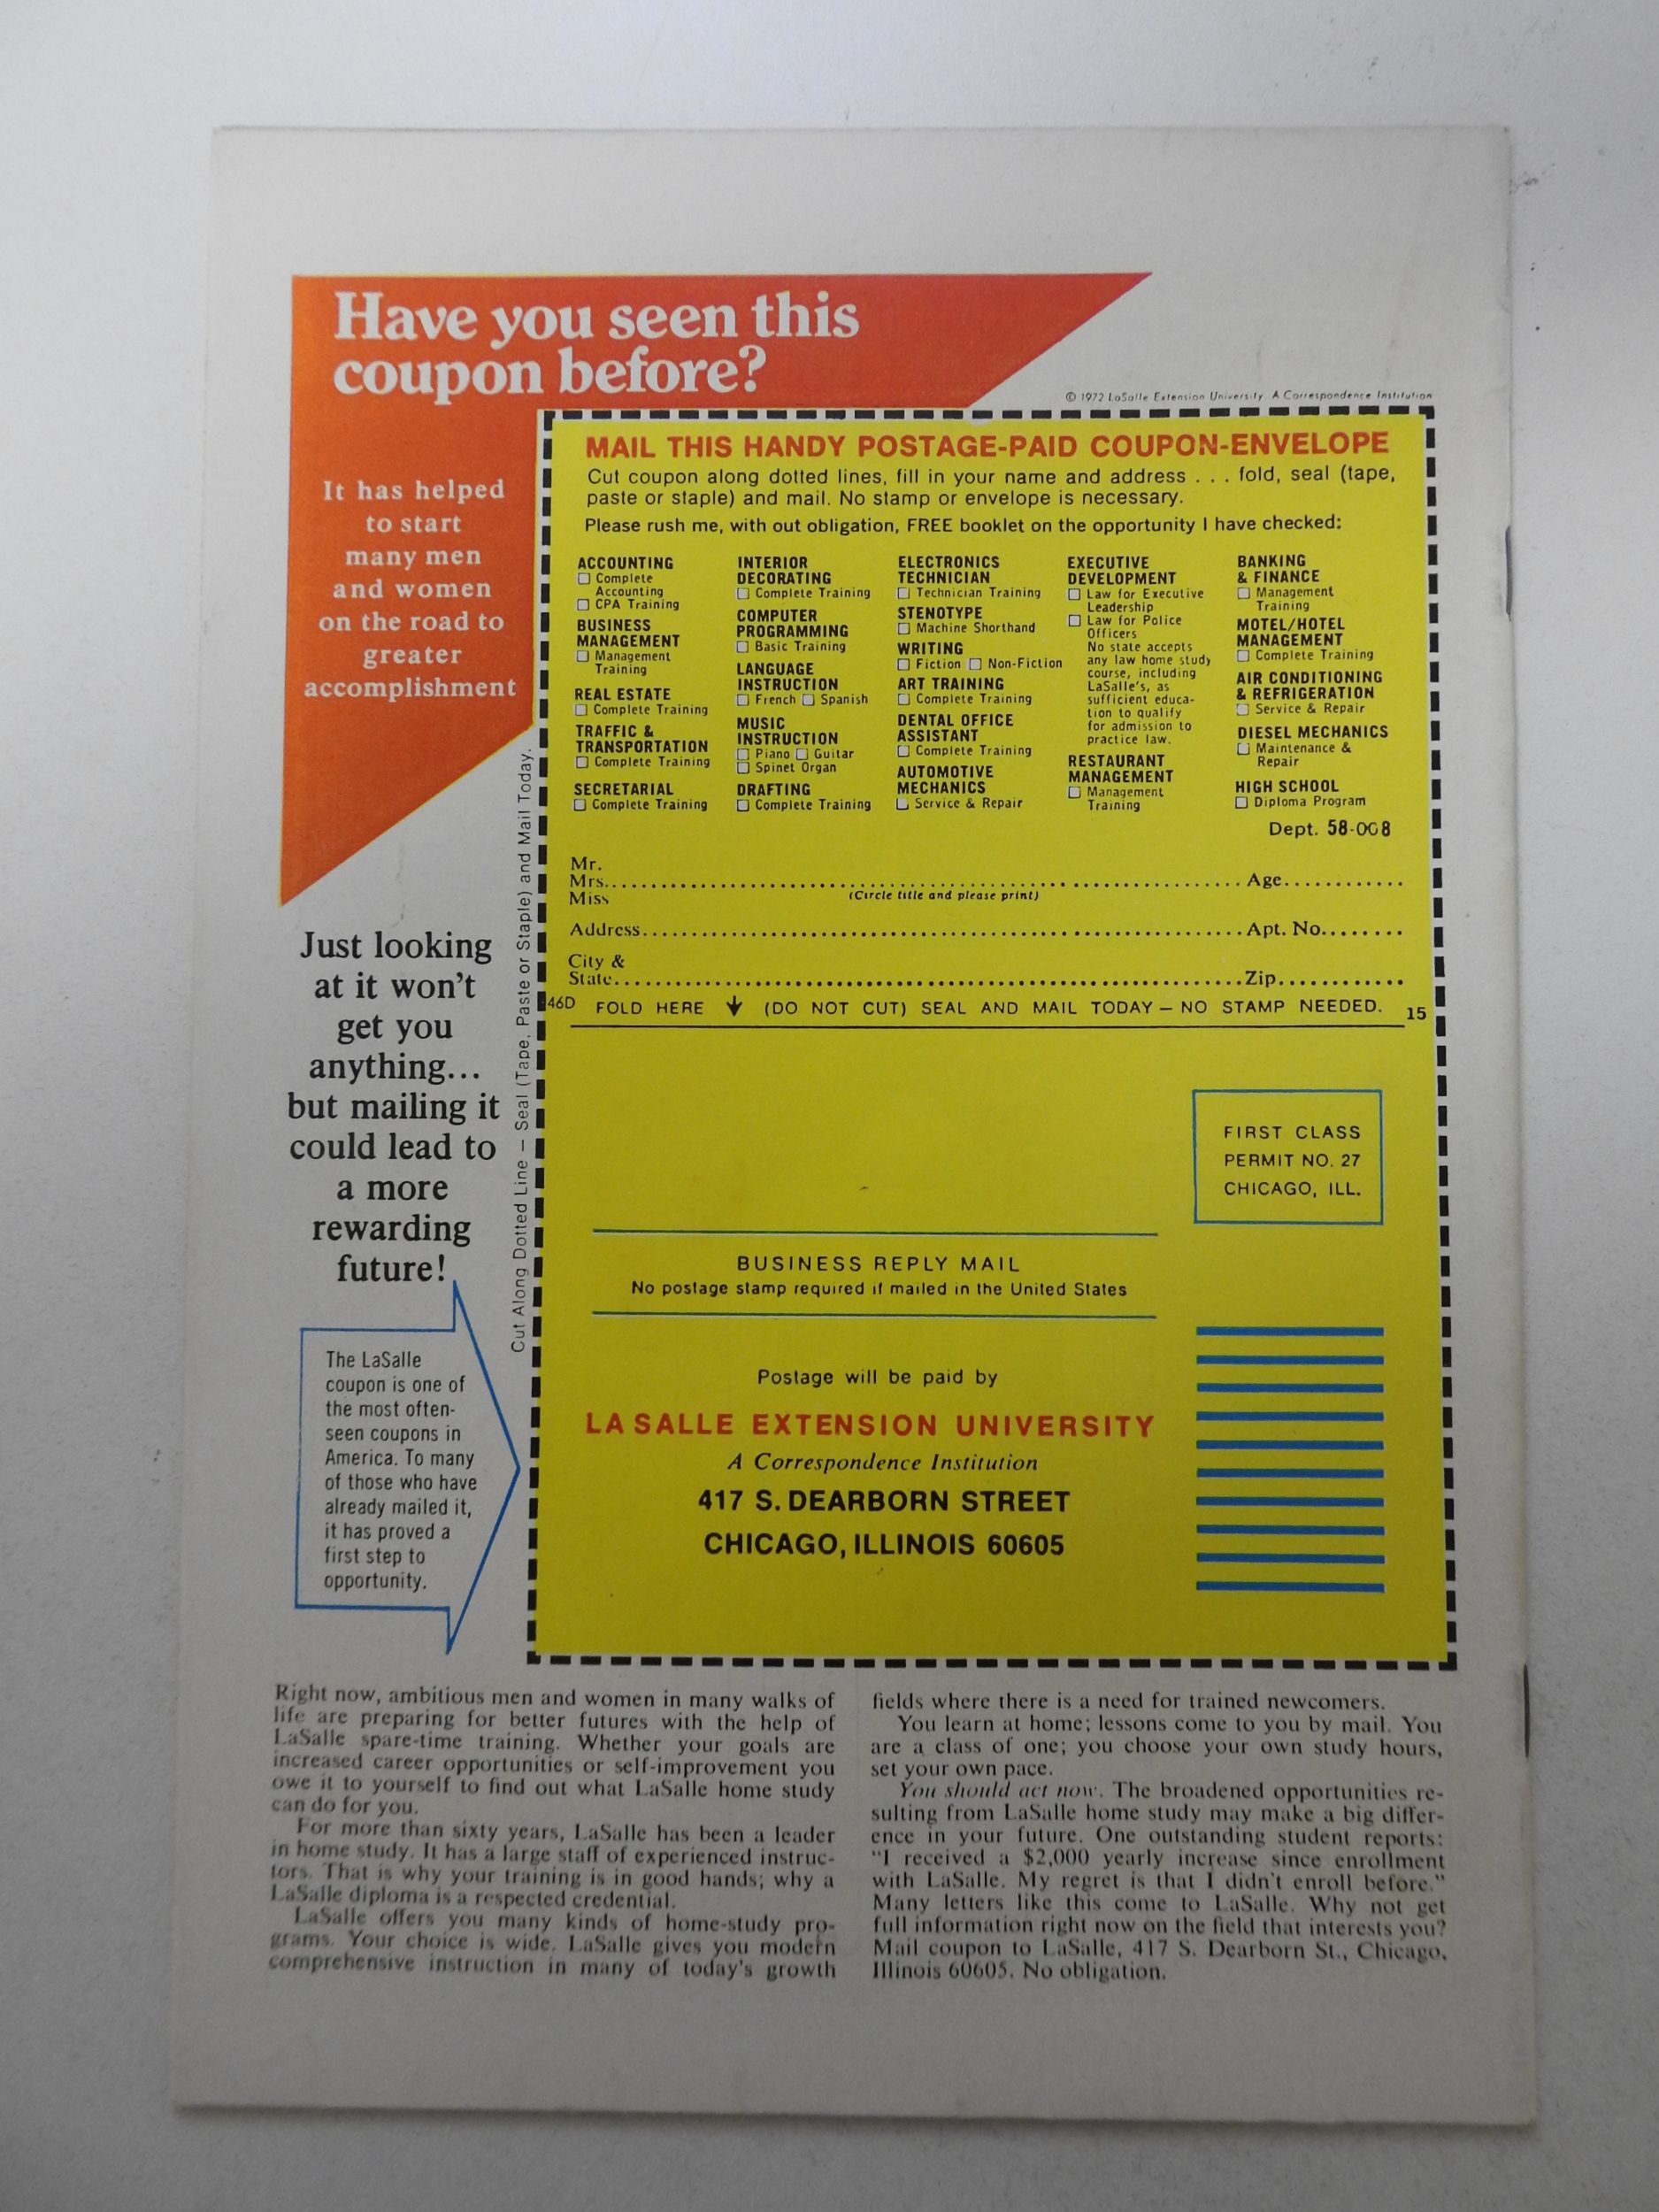 Have you seen this
coupon before?
It has helped
to start
many men
and women
on the road to
greater
accomplishment
Just looking
at it won't
get you
anything...
but mailing it
could lead to
a more
rewarding
future!
The LaSalle
coupon is one of
the most often-
seen coupons in
America. To many
of those who have
already mailed it,
it has proved a
first step to
opportunity.
Cut Along Dotted Line – Seal (Tape, Paste or Staple) and Mail Today.
© 1972 LaSalle Extension University A Correspondence Institution
MAIL THIS HANDY POSTAGE-PAID COUPON-ENVELOPE
Cut coupon along dotted lines, fill in your name and address . . . fold, seal (tape,
paste or staple) and mail. No stamp or envelope is necessary.
Please rush me, with out obligation, FREE booklet on the opportunity I have checked:
ACCOUNTING
☐ Complete
Accounting
☐ CPA Training
BUSINESS
MANAGEMENT
☐ Management
Training
REAL ESTATE
☐ Complete Training
TRAFFIC &
TRANSPORTATION
☐ Complete Training
SECRETARIAL
☐ Complete Training
INTERIOR
DECORATING
☐ Complete Training
COMPUTER
PROGRAMMING
☐ Basic Training
LANGUAGE
INSTRUCTION
☐ French ☐ Spanish
MUSIC
INSTRUCTION
☐ Piano ☐ Guitar
☐ Spinet Organ
DRAFTING
☐ Complete Training
ELECTRONICS
TECHNICIAN
☐ Technician Training
STENOTYPE
☐ Machine Shorthand
WRITING
☐ Fiction ☐ Non-Fiction
ART TRAINING
☐ Complete Training
DENTAL OFFICE
ASSISTANT
☐ Complete Training
AUTOMOTIVE
MECHANICS
☐ Service & Repair
EXECUTIVE
DEVELOPMENT
☐ Law for Executive
Leadership
☐ Law for Police
Officers
No state accepts
any law home study
course, including
LaSalle's, as
sufficient educa-
tion to qualify
for admission to
practice law.
RESTAURANT
MANAGEMENT
☐ Management
Training
BANKING
& FINANCE
☐ Management
Training
MOTEL/HOTEL
MANAGEMENT
☐ Complete Training
AIR CONDITIONING
& REFRIGERATION
☐ Service & Repair
DIESEL MECHANICS
☐ Maintenance &
Repair
HIGH SCHOOL
☐ Diploma Program
Dept. 58-008
Mr.
Mrs. Age
Miss (Circle title and please print)
Address Apt. No.
City &
State Zip
46D FOLD HERE ↓ (DO NOT CUT) SEAL AND MAIL TODAY – NO STAMP NEEDED. 15
FIRST CLASS
PERMIT NO. 27
CHICAGO, ILL.
BUSINESS REPLY MAIL
No postage stamp required if mailed in the United States
Postage will be paid by
LA SALLE EXTENSION UNIVERSITY
A Correspondence Institution
417 S. DEARBORN STREET
CHICAGO, ILLINOIS 60605
Right now, ambitious men and women in many walks of
life are preparing for better futures with the help of
LaSalle spare-time training. Whether your goals are
increased career opportunities or self-improvement you
owe it to yourself to find out what LaSalle home study
can do for you.
For more than sixty years, LaSalle has been a leader
in home study. It has a large staff of experienced instruc-
tors. That is why your training is in good hands; why a
LaSalle diploma is a respected credential.
LaSalle offers you many kinds of home-study pro-
grams. Your choice is wide. LaSalle gives you modern
comprehensive instruction in many of today's growth
fields where there is a need for trained newcomers.
You learn at home; lessons come to you by mail. You
are a class of one; you choose your own study hours,
set your own pace.
You should act now. The broadened opportunities re-
sulting from LaSalle home study may make a big differ-
ence in your future. One outstanding student reports:
"I received a $2,000 yearly increase since enrollment
with LaSalle. My regret is that I didn't enroll before."
Many letters like this come to LaSalle. Why not get
full information right now on the field that interests you?
Mail coupon to LaSalle, 417 S. Dearborn St., Chicago,
Illinois 60605. No obligation.